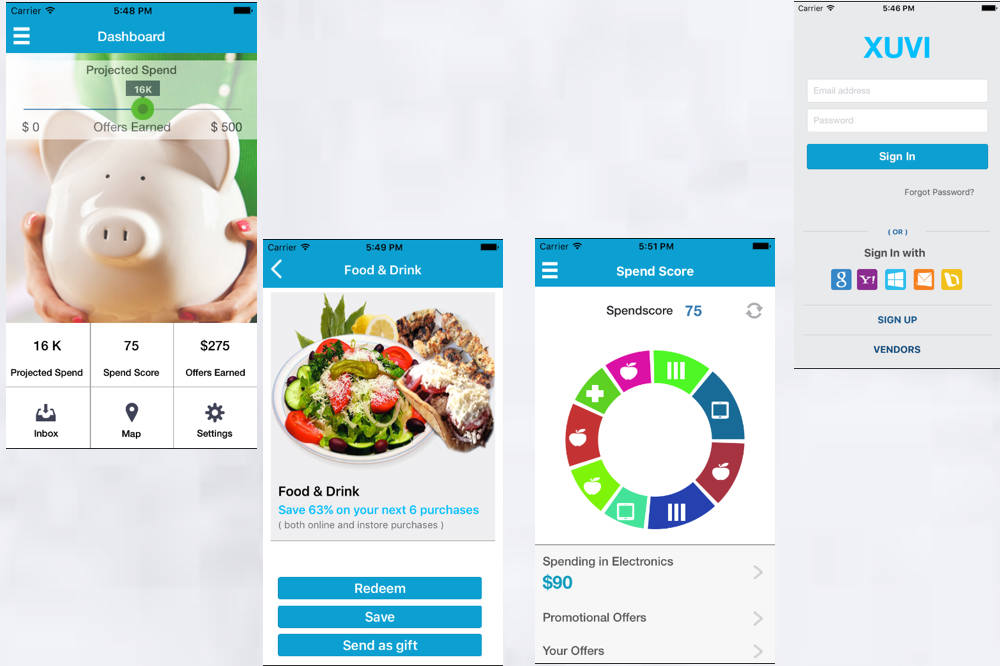 Carrier 5:48 PM
Dashboard
Projected Spend
16K
$ 0 Offers Earned $ 500
16 K 75 $275
Projected Spend Spend Score Offers Earned
Inbox Map Settings
Carrier 5:49 PM
Food & Drink
Food & Drink
Save 63% on your next 6 purchases
( both online and instore purchases )
Redeem
Save
Send as gift
Carrier 5:51 PM
Spend Score
Spendscore 75
Spending in Electronics
$90
Promotional Offers
Your Offers
Carrier 5:46 PM
XUVI
Email address
Password
Sign In
Forgot Password?
( OR )
Sign In with
g Y!
SIGN UP
VENDORS